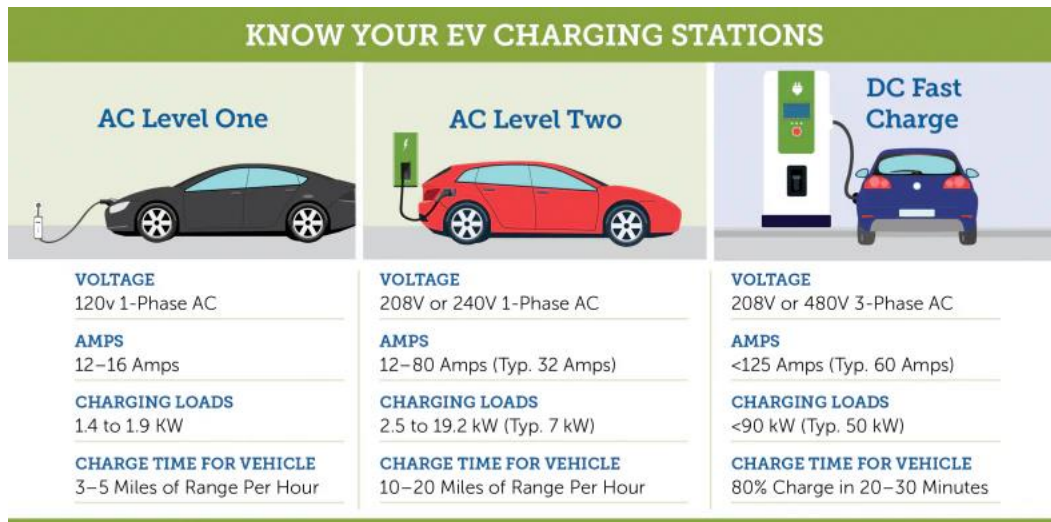 KNOW YOUR EV CHARGING STATIONS
AC Level One
VOLTAGE
120v 1-Phase AC
AMPS
12–16 Amps
CHARGING LOADS
1.4 to 1.9 KW
CHARGE TIME FOR VEHICLE
3–5 Miles of Range Per Hour
AC Level Two
VOLTAGE
208V or 240V 1-Phase AC
AMPS
12–80 Amps (Typ. 32 Amps)
CHARGING LOADS
2.5 to 19.2 kW (Typ. 7 kW)
CHARGE TIME FOR VEHICLE
10–20 Miles of Range Per Hour
DC Fast
Charge
VOLTAGE
208V or 480V 3-Phase AC
AMPS
<125 Amps (Typ. 60 Amps)
CHARGING LOADS
<90 kW (Typ. 50 kW)
CHARGE TIME FOR VEHICLE
80% Charge in 20–30 Minutes